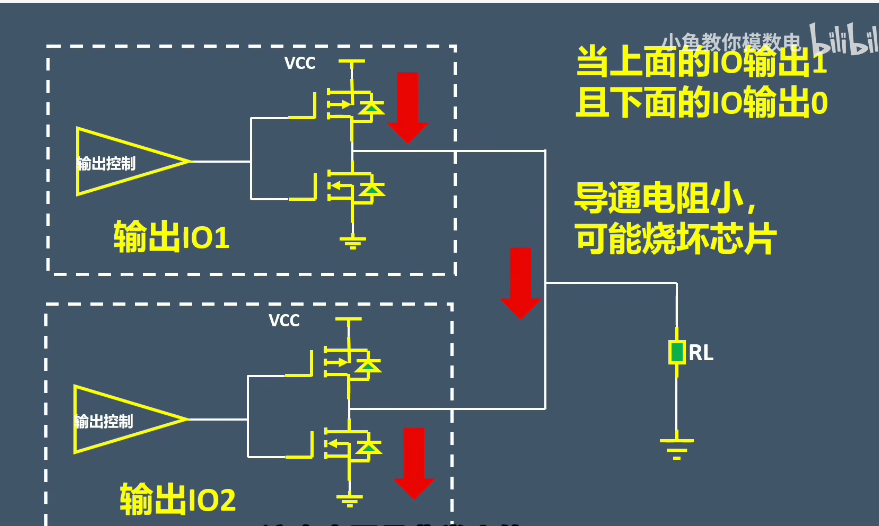 小鱼教你模数电 bilibili
当上面的IO输出1
且下面的IO输出0
VCC
输出控制
输出IO1
导通电阻小，
可能烧坏芯片
VCC
输出控制
输出IO2
RL